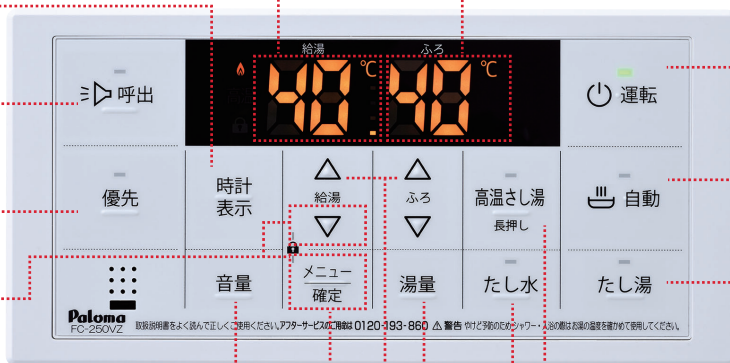 給湯 ふろ
40 ℃ 40 ℃
呼出
運転
優先
時計
表示
給湯
ふろ
高温さし湯
長押し
自動
音量
メニュー
確定
湯量
たし水
たし湯
Paloma
FC-250VZ
取扱説明書をよく読んで正しくご使用ください。アフターサービスのご用命は0120-193-860 警告 やけど予防のためシャワー・入浴の際はお湯の温度を確かめて使用してください。